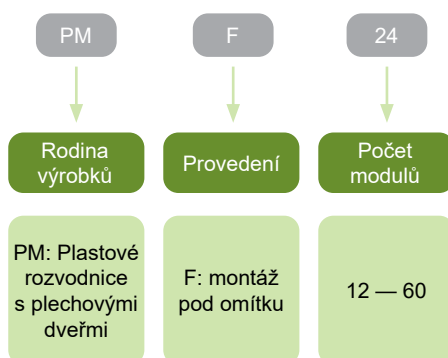 PM
F
24
Rodina
výrobků
Provedení
Počet
modulů
PM: Plastové
rozvodnice
s plechovými
dveřmi
F: montáž
pod omítku
12 — 60